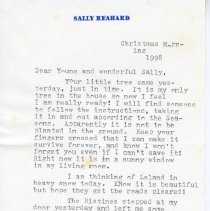 SALLY REAHARD
Christmas M,rn-
ing
1998
Dear Young and wonderful Sally,
Your little tree came yes-
terday, just in time. It is my only
tree in the house so now I feel
I am really ready! I will find someone
to follow the instructions, taking
it in and out according to the Sea-
sons. Apparently it is not to be
planted in the ground. Keep your
fingers crossed that I can make it
survive forever, and know I won't
forget you even if I can't save it!
Right now it is in a sunny window
in my living room.
I am thinking of Leland in
heavy snow today. KNew it is beautiful
but hope they got the roads cleared!
The Ristines stopped at my
door yesterday and left me some